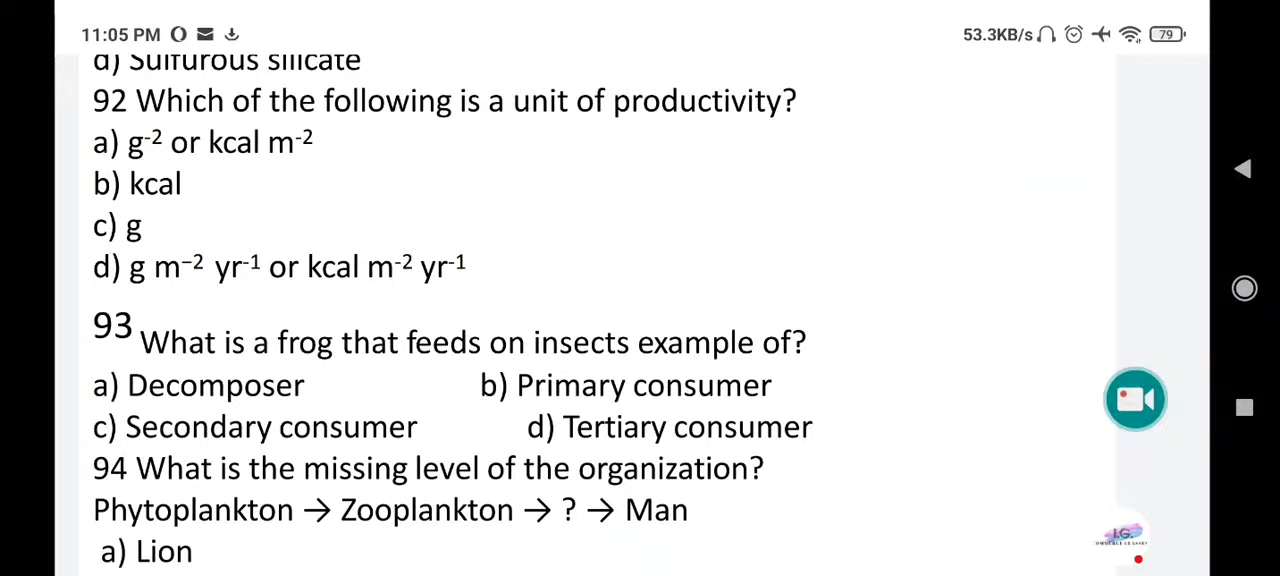 11:05 PM
53.3KB/s
79
d) Sulfurous silicate
92 Which of the following is a unit of productivity?
a) g⁻² or kcal m⁻²
b) kcal
c) g
d) g m⁻² yr⁻¹ or kcal m⁻² yr⁻¹
93 What is a frog that feeds on insects example of?
a) Decomposer b) Primary consumer
c) Secondary consumer d) Tertiary consumer
94 What is the missing level of the organization?
Phytoplankton → Zooplankton → ? → Man
a) Lion
I.G.